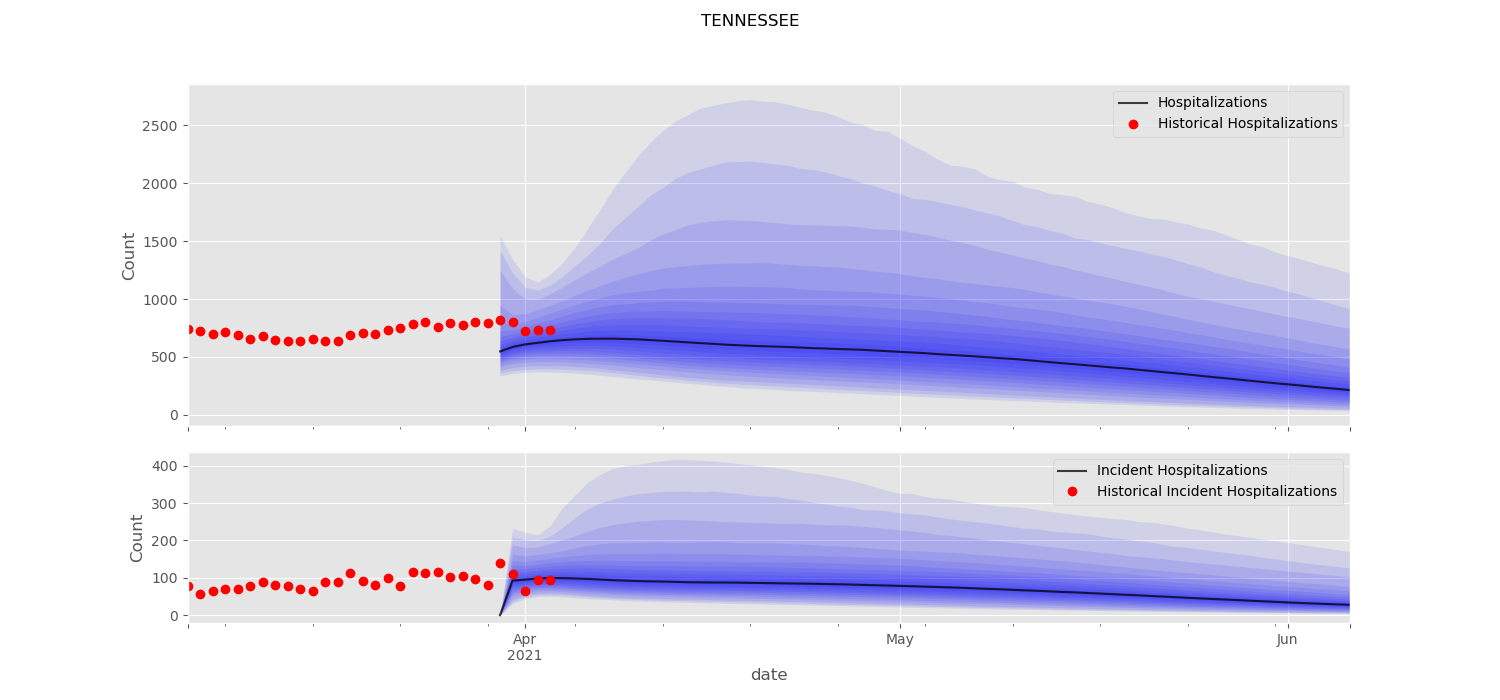 TENNESSEE
Hospitalizations
Historical Hospitalizations
Count
2500
2000
1500
1000
500
0
Incident Hospitalizations
Historical Incident Hospitalizations
Count
400
300
200
100
0
Apr
2021
May
Jun
date